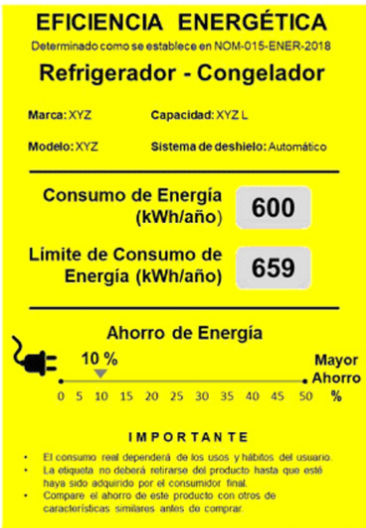 EFICIENCIA ENERGÉTICA
Determinado como se establece en NOM-015-ENER-2018
Refrigerador - Congelador
Marca: XYZ Capacidad: XYZ L
Modelo: XYZ Sistema de deshielo: Automático
Consumo de Energía
(kWh/año) 600
Límite de Consumo de
Energía (kWh/año) 659
Ahorro de Energía
10 %
Mayor
Ahorro
0 5 10 15 20 25 30 35 40 45 50 %
IMPORTANTE
• El consumo real dependerá de los usos y hábitos del usuario.
• La etiqueta no deberá retirarse del producto hasta que esté
haya sido adquirido por el consumidor final.
• Compare el ahorro de este producto con otros de
características similares antes de comprar.